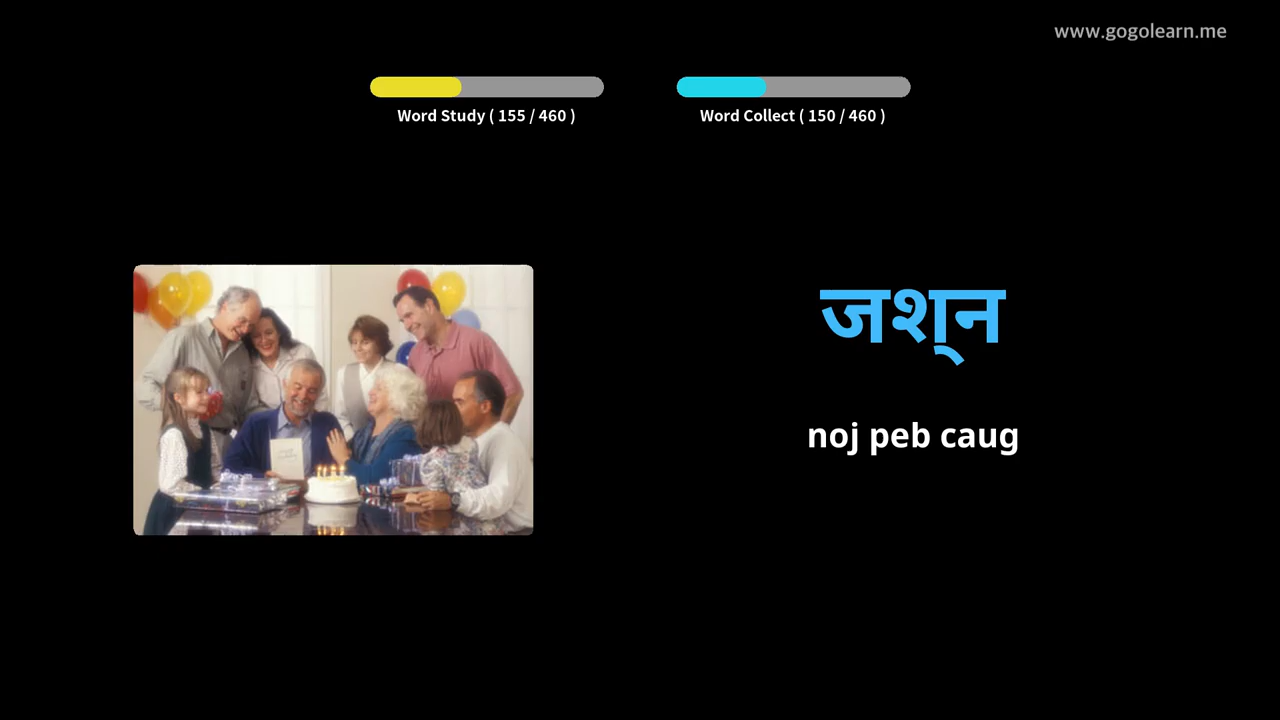 www.gogolearn.me
Word Study ( 155 / 460 )
Word Collect ( 150 / 460 )
जश्‍न
noj peb caug